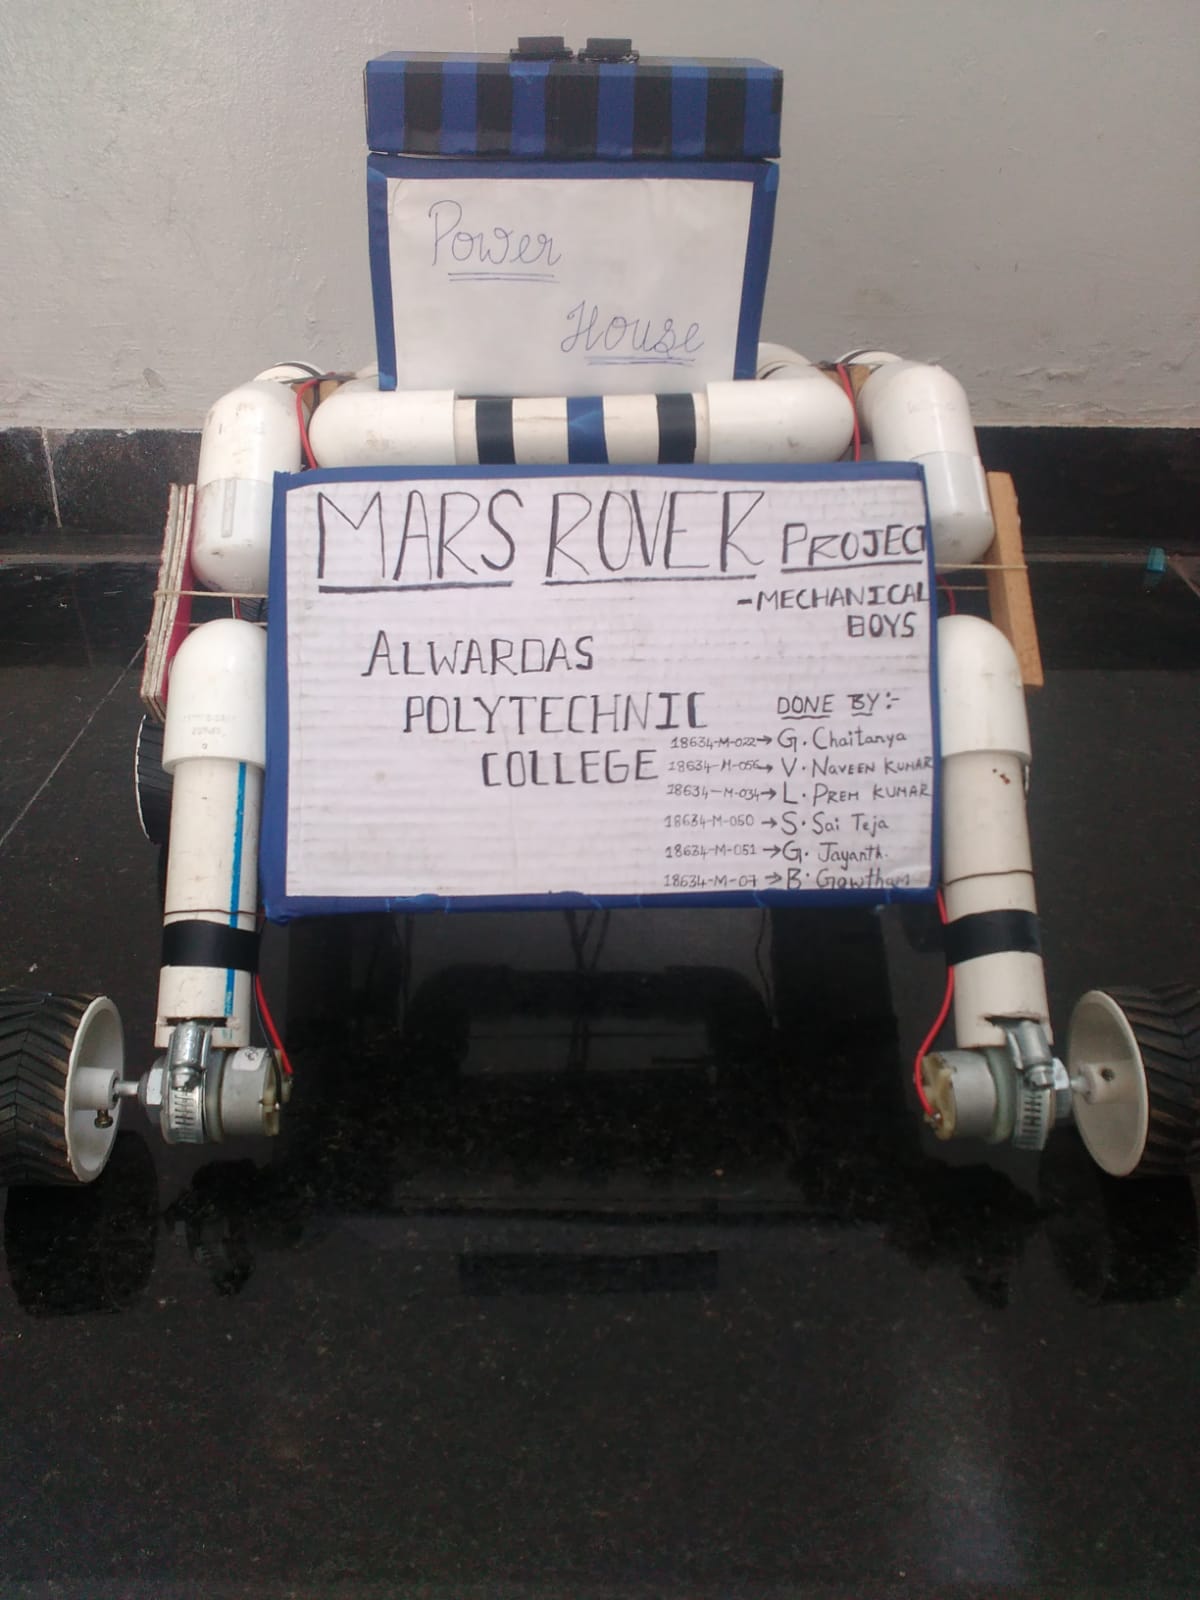 Power
House
MARS ROVER PROJECT
-MECHANICAL
BOYS
ALWARDAS
POLYTECHNIC
COLLEGE
DONE BY:-
18634-M-022→ G. Chaitanya
18634-M-056→ V. NAVEEN KUMAR
18634-M-034→ L. PREM KUMAR
18634-M-050→ S. Sai Teja
18634-M-051→ G. Jayanth.
18634-M-07→ B. Gowtham